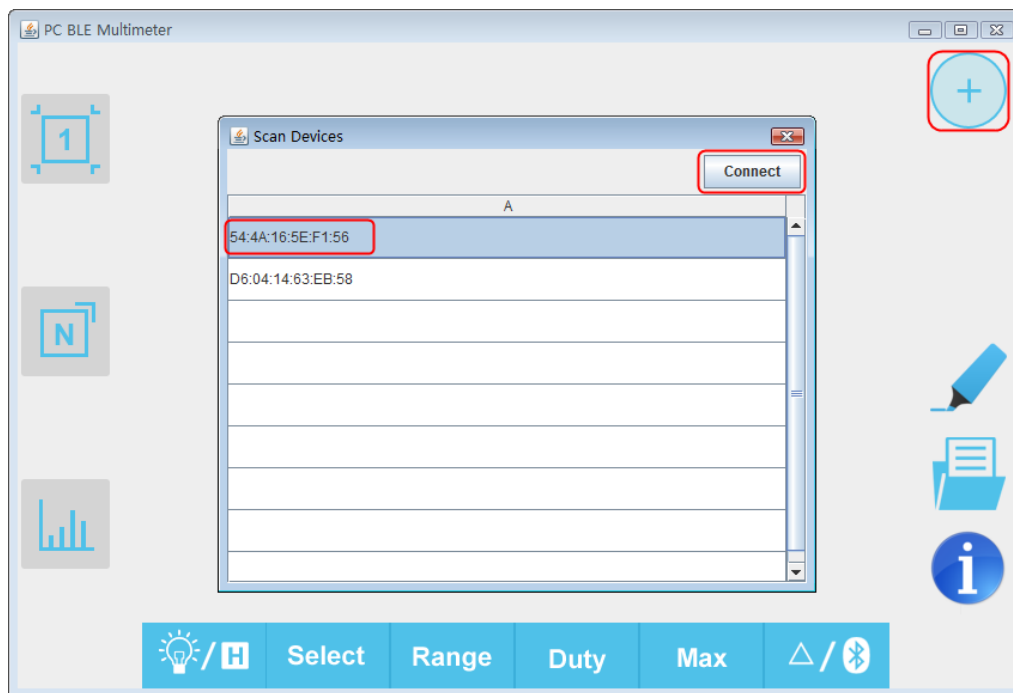 PC BLE Multimeter
+
1
Scan Devices
Connect
A
54:4A:16:5E:F1:56
D6:04:14:63:EB:58
N
i
/ H Select Range Duty Max △/